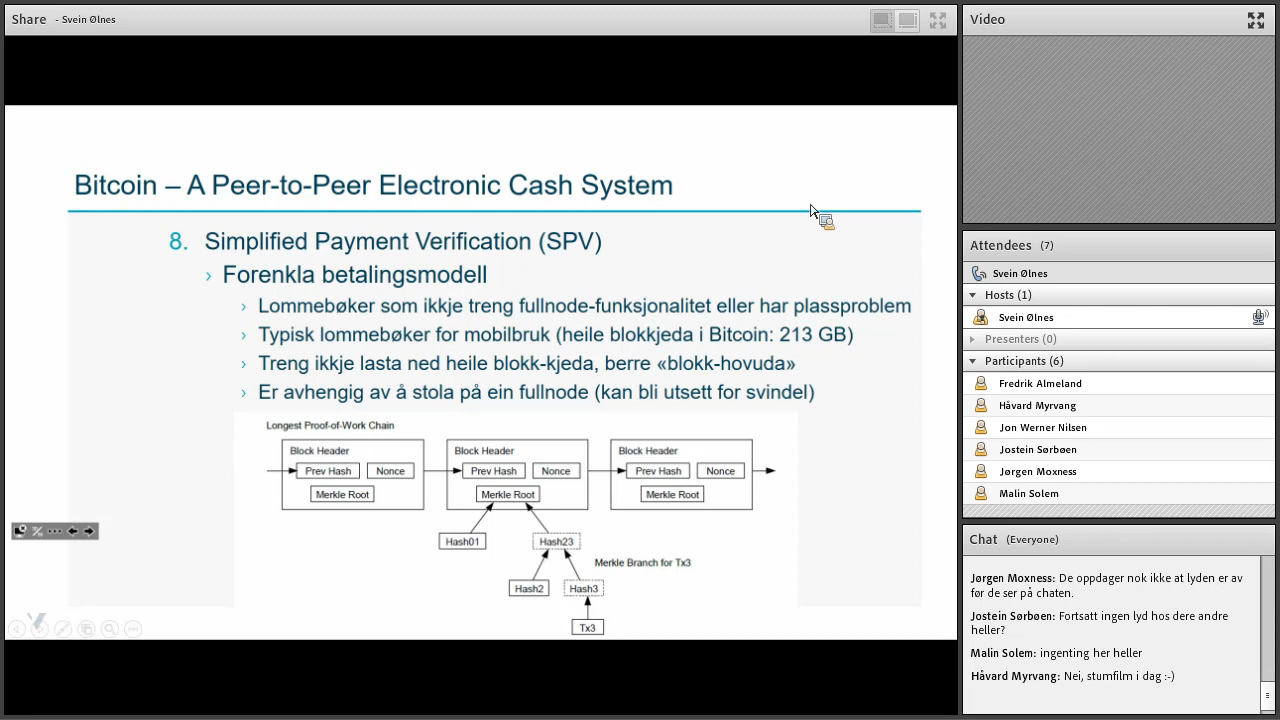 Share - Svein Ølnes
Bitcoin – A Peer-to-Peer Electronic Cash System
8. Simplified Payment Verification (SPV)
› Forenkla betalingsmodell
› Lommebøker som ikkje treng fullnode-funksjonalitet eller har plassproblem
› Typisk lommebøker for mobilbruk (heile blokkjeda i Bitcoin: 213 GB)
› Treng ikkje lasta ned heile blokk-kjeda, berre «blokk-hovuda»
› Er avhengig av å stola på ein fullnode (kan bli utsett for svindel)
Longest Proof-of-Work Chain
Block Header Block Header Block Header
Prev Hash Nonce Prev Hash Nonce Prev Hash Nonce
Merkle Root Merkle Root Merkle Root
Hash01 Hash23
Merkle Branch for Tx3
Hash2 Hash3
Tx3
Video
Attendees (7)
Svein Ølnes
Hosts (1)
Svein Ølnes
Presenters (0)
Participants (6)
Fredrik Almeland
Håvard Myrvang
Jon Werner Nilsen
Jostein Sørbøen
Jørgen Moxness
Malin Solem
Chat (Everyone)
Jørgen Moxness: De oppdager nok ikke at lyden er av
før de ser på chaten.
Jostein Sørbøen: Fortsatt ingen lyd hos dere andre
heller?
Malin Solem: ingenting her heller
Håvard Myrvang: Nei, stumfilm i dag :-)